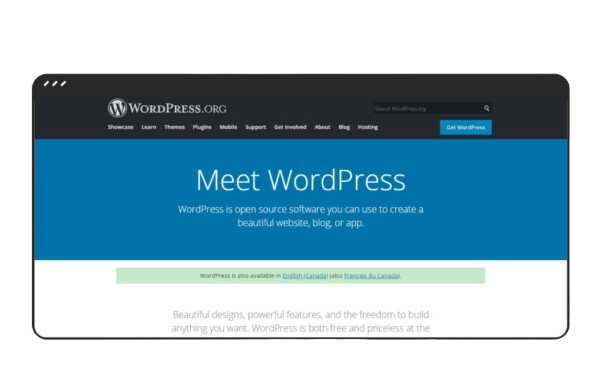 WORDPRESS.ORG
Search WordPress.org
Showcase Learn Themes Plugins Mobile Support Get Involved About Blog Hosting
Get WordPress
Meet WordPress
WordPress is open source software you can use to create a
beautiful website, blog, or app.
WordPress is also available in English (Canada) (also Francais du Canada).
Beautiful designs, powerful features, and the freedom to build
anything you want. WordPress is both free and priceless at the